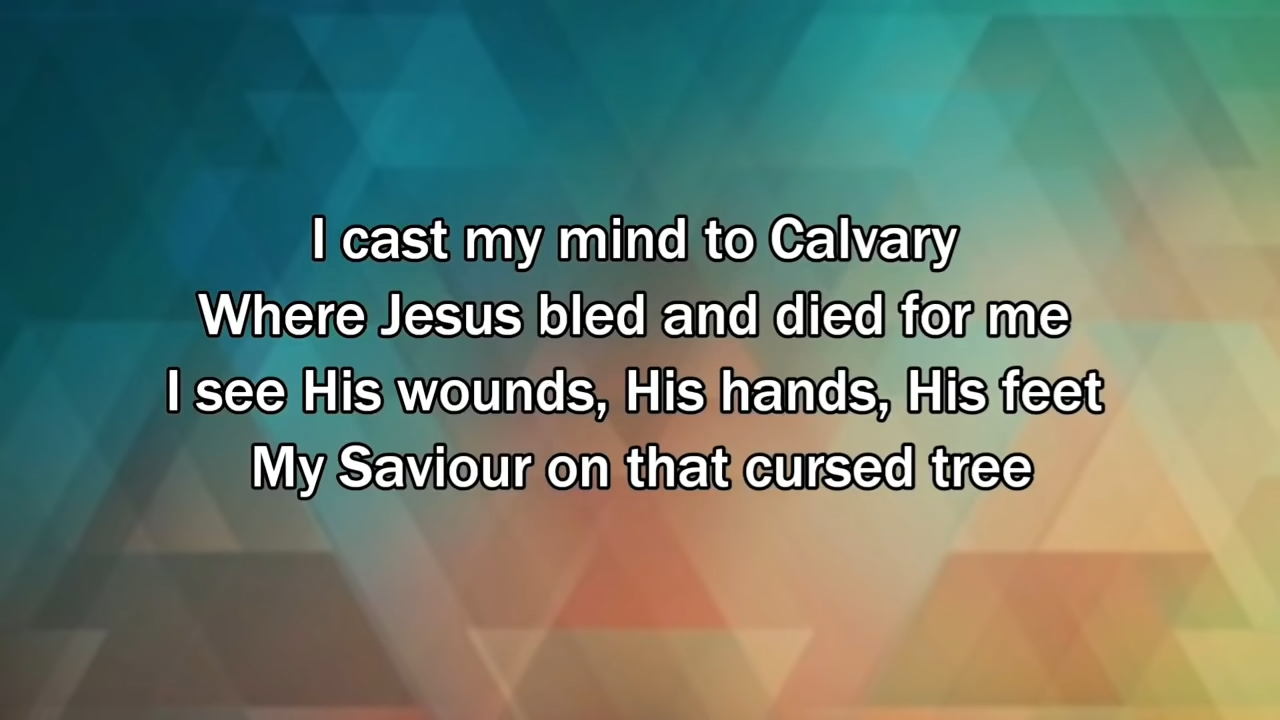 I cast my mind to Calvary
Where Jesus bled and died for me
I see His wounds, His hands, His feet
My Saviour on that cursed tree